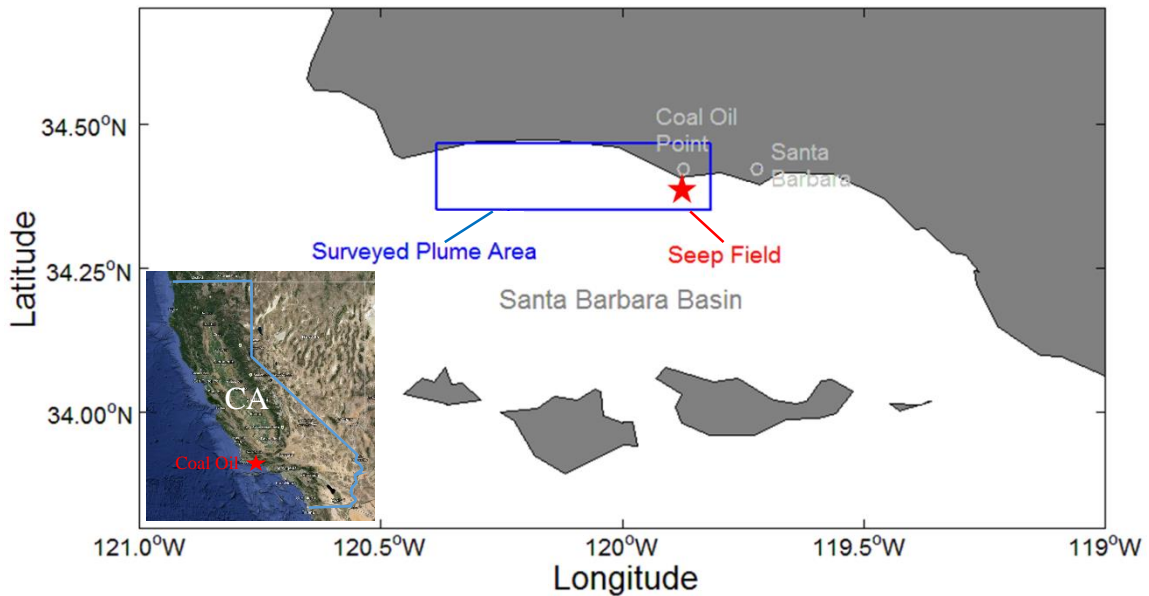 34.50°N
34.25°N
34.00°N
Latitude
121.0°W
120.5°W
120°W
119.5°W
119°W
Longitude
Coal Oil
Point
Santa
Barbara
Surveyed Plume Area
Seep Field
Santa Barbara Basin
CA
Coal Oil